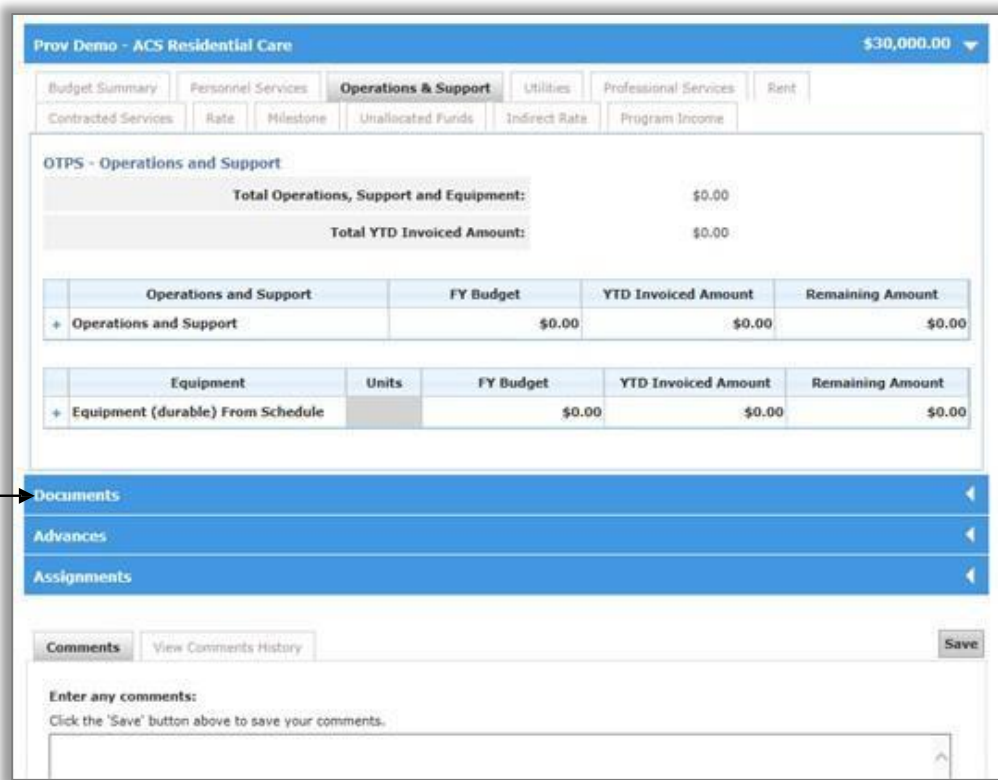 Prov Demo - ACS Residential Care $30,000.00
Budget Summary Personnel Services Operations & Support Utilities Professional Services Rent
Contracted Services Rate Milestone Unallocated Funds Indirect Rate Program Income
OTPS - Operations and Support
Total Operations, Support and Equipment: $0.00
Total YTD Invoiced Amount: $0.00
Operations and Support FY Budget YTD Invoiced Amount Remaining Amount
+ Operations and Support $0.00 $0.00 $0.00
Equipment Units FY Budget YTD Invoiced Amount Remaining Amount
+ Equipment (durable) From Schedule $0.00 $0.00 $0.00
Documents
Advances
Assignments
Comments View Comments History Save
Enter any comments:
Click the 'Save' button above to save your comments.